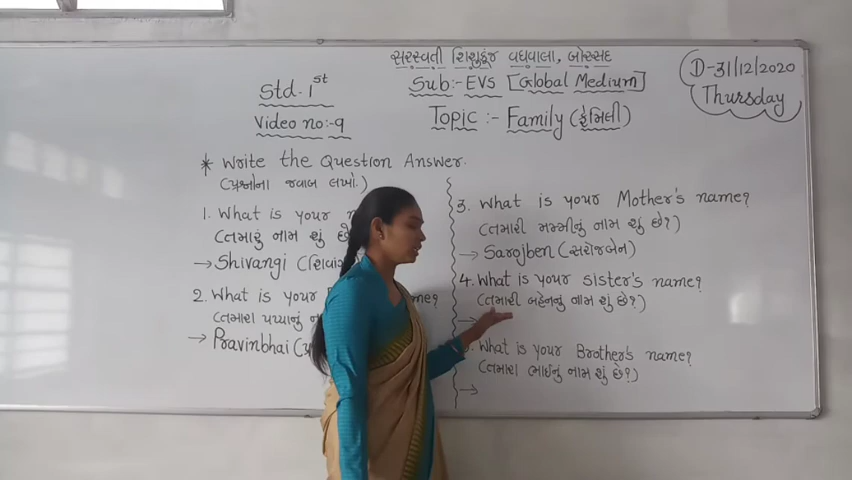 સરસ્વતી શિશુકુંજ વઘવાલા, બોરસદ
Std. 1st
Sub:- EVS [Global Medium]
D-31/12/2020
Thursday
Video no:-9
Topic :- Family (ફેમિલી)
* Write the Question Answer.
(પ્રશ્નોના જવાબ લખો.)
1. What is your
(તમારું નામ શું
→ Shivangi
2. What is your
(તમારા પપ્પાનું
→ Pravinbhai
3. What is your Mother's name?
(તમારી મમ્મીનું નામ શું છે?)
→ Sarojben (સરોજબેન)
4. What is your sister's name?
(તમારી બહેનનું નામ શું છે?)
→
What is your Brother's name?
(તમારા ભાઈનું નામ શું છે?)
→